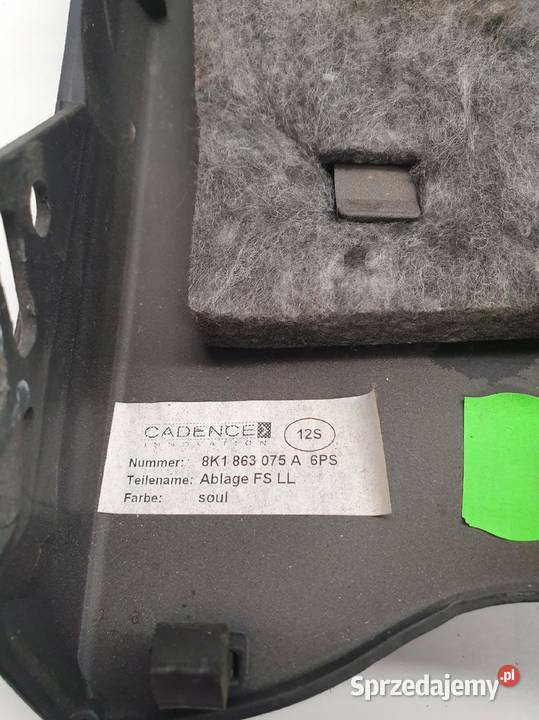 CADENCE
INNOVATION
12S
Nummer: 8K1 863 075 A 6PS
Teilename: Ablage FS LL
Farbe: soul
Sprzedajemy.pl